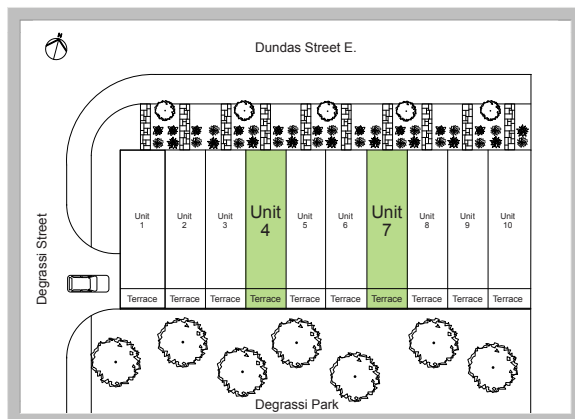 N
Dundas Street E.
Degrassi Street
Unit
1
Unit
2
Unit
3
Unit
4
Unit
5
Unit
6
Unit
7
Unit
8
Unit
9
Unit
10
Terrace Terrace Terrace Terrace Terrace Terrace Terrace Terrace Terrace Terrace
Degrassi Park